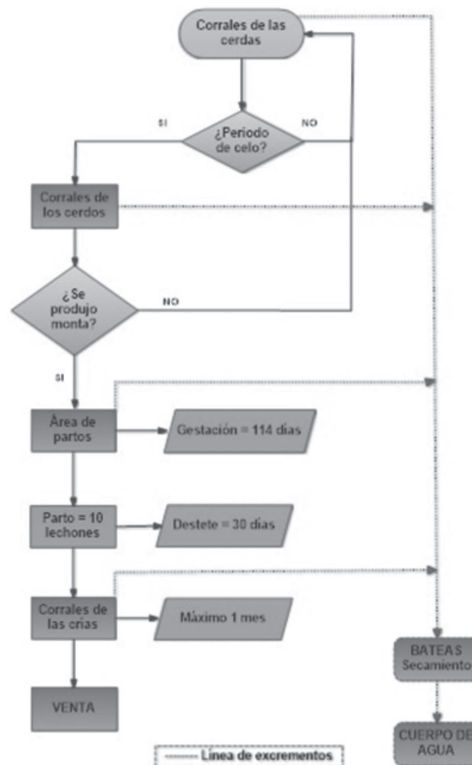 Corrales de las
cerdas
¿Periodo
de celo?
SI
NO
Corrales de
los cerdos
¿Se
produjo
monta?
NO
SI
Área de
partos
Gestación = 114 días
Parto = 10
lechones
Destete = 30 días
Corrales de
las crías
Máximo 1 mes
VENTA
BATEAS
Secamiento
CUERPO DE
AGUA
Línea de excrementos